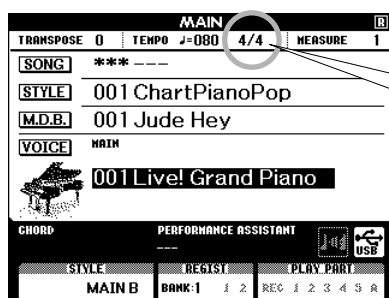 MAIN R
TRANSPOSE 0 TEMPO ♩=080 4/4 MEASURE 1
SONG *** ---
STYLE 001 ChartPianoPop
M.D.B. 001 Jude Hey
VOICE MAIN
001 Live! Grand Piano
CHORD PERFORMANCE ASSISTANT
---
USB
STYLE REGIST PLAY PART
MAIN B BANK:1 1 2 REC 1 2 3 4 5 A